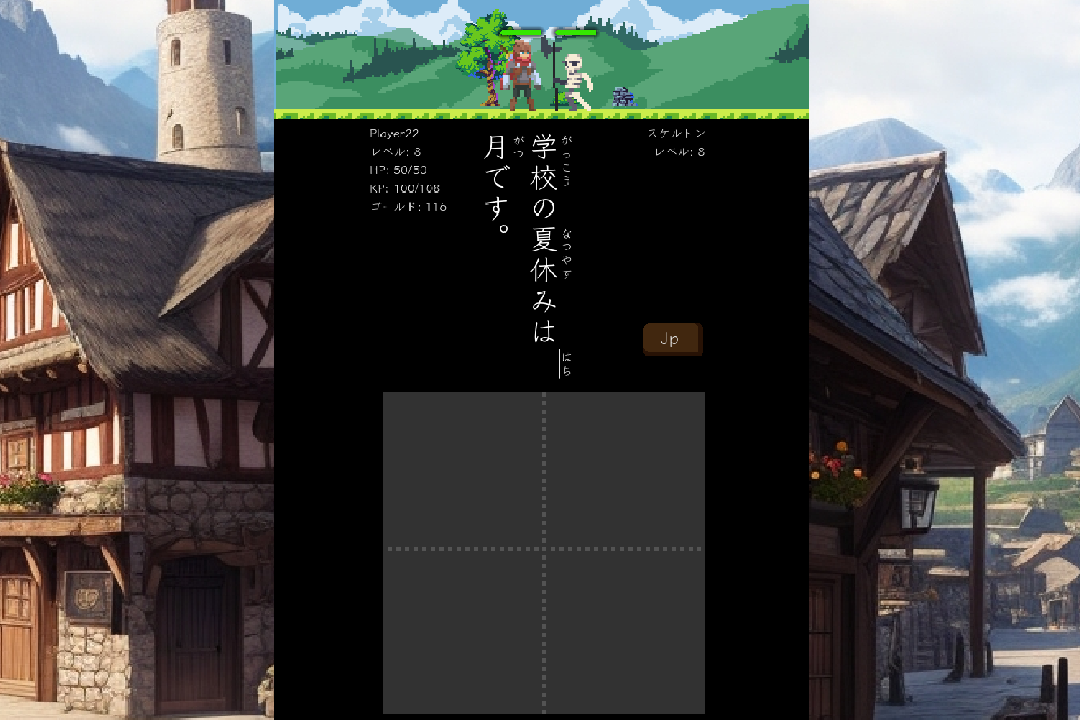 Player22
レベル: 8
HP: 50/50
KP: 100/108
ゴールド: 116
スケルトン
レベル: 8
学校の夏休みは
がっこう
なつやす
にち
月です。
がつ
Jp